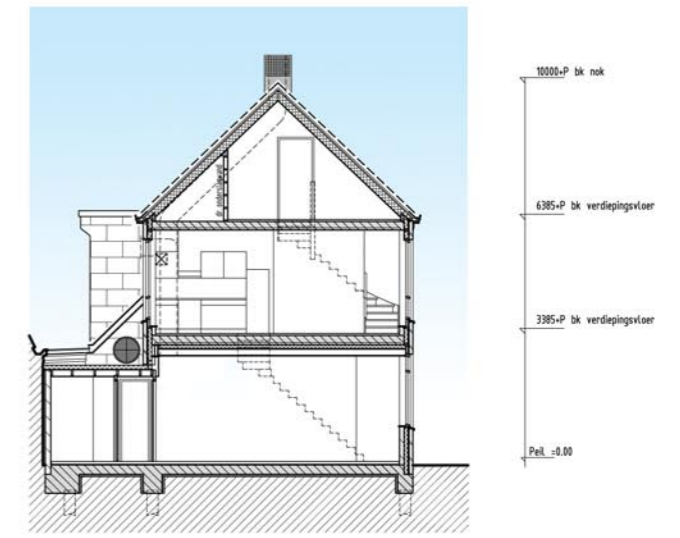 10000+P bk nok
6385+P bk verdiepingsvloer
3385+P bk verdiepingsvloer
Peil =0.00